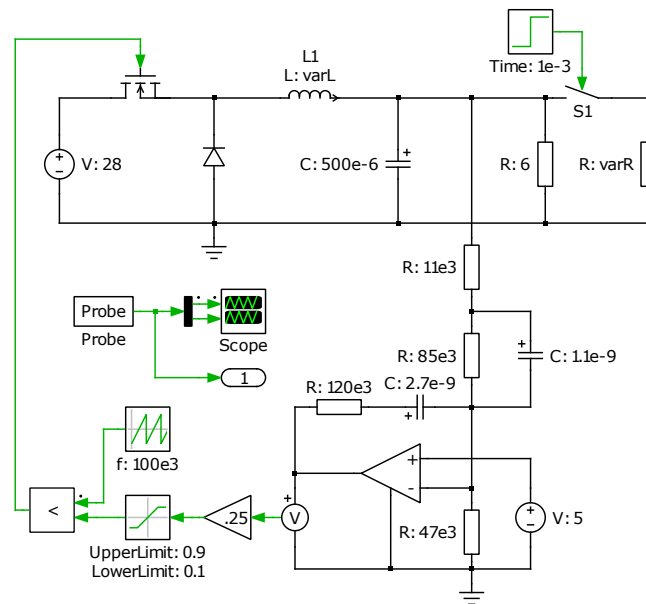 L1
L: varL
Time: 1e-3
S1
V: 28
C: 500e-6
+
R: 6
R: varR
R: 11e3
Probe
Probe
Scope
1
R: 85e3
+
C: 1.1e-9
R: 120e3
C: 2.7e-9
+
f: 100e3
<
.25
+
V
+
-
R: 47e3
V: 5
UpperLimit: 0.9
LowerLimit: 0.1